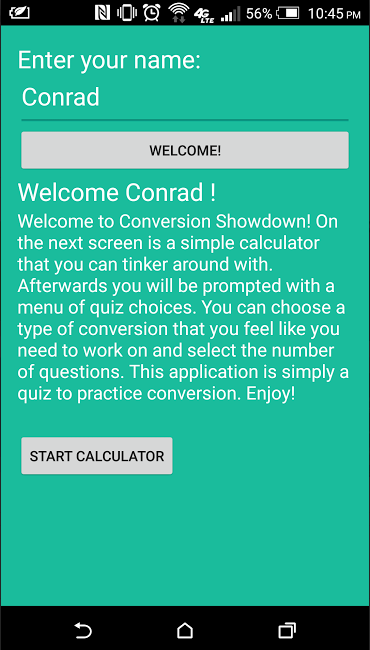 4G LTE 56% 10:45 PM
Enter your name:
Conrad
WELCOME!
Welcome Conrad !
Welcome to Conversion Showdown! On
the next screen is a simple calculator
that you can tinker around with.
Afterwards you will be prompted with a
menu of quiz choices. You can choose a
type of conversion that you feel like you
need to work on and select the number
of questions. This application is simply a
quiz to practice conversion. Enjoy!
START CALCULATOR